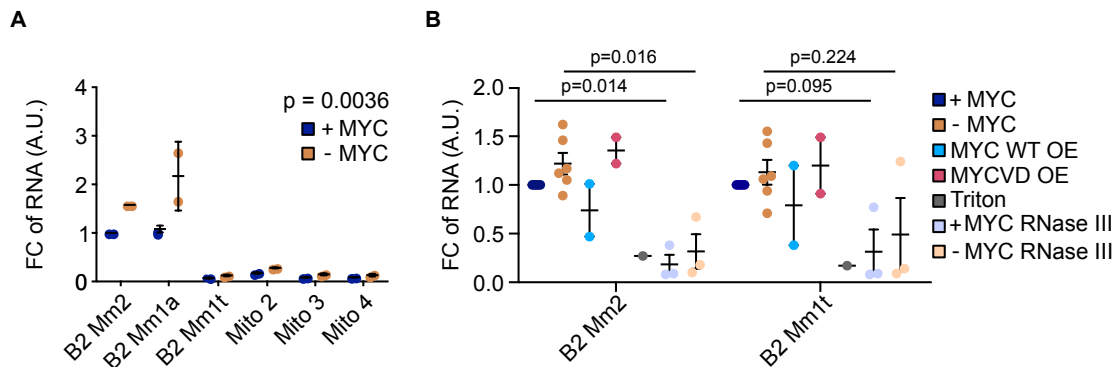 A
FC of RNA (A.U.)
4
3
2
1
0
p = 0.0036
+ MYC
- MYC
B2 Mm2
B2 Mm1a
B2 Mm1t
Mito 2
Mito 3
Mito 4
B
FC of RNA (A.U.)
2.0
1.5
1.0
0.5
0.0
p=0.016
p=0.014
p=0.224
p=0.095
B2 Mm2
B2 Mm1t
+ MYC
- MYC
MYC WT OE
MYCVD OE
Triton
+MYC RNase III
-MYC RNase III